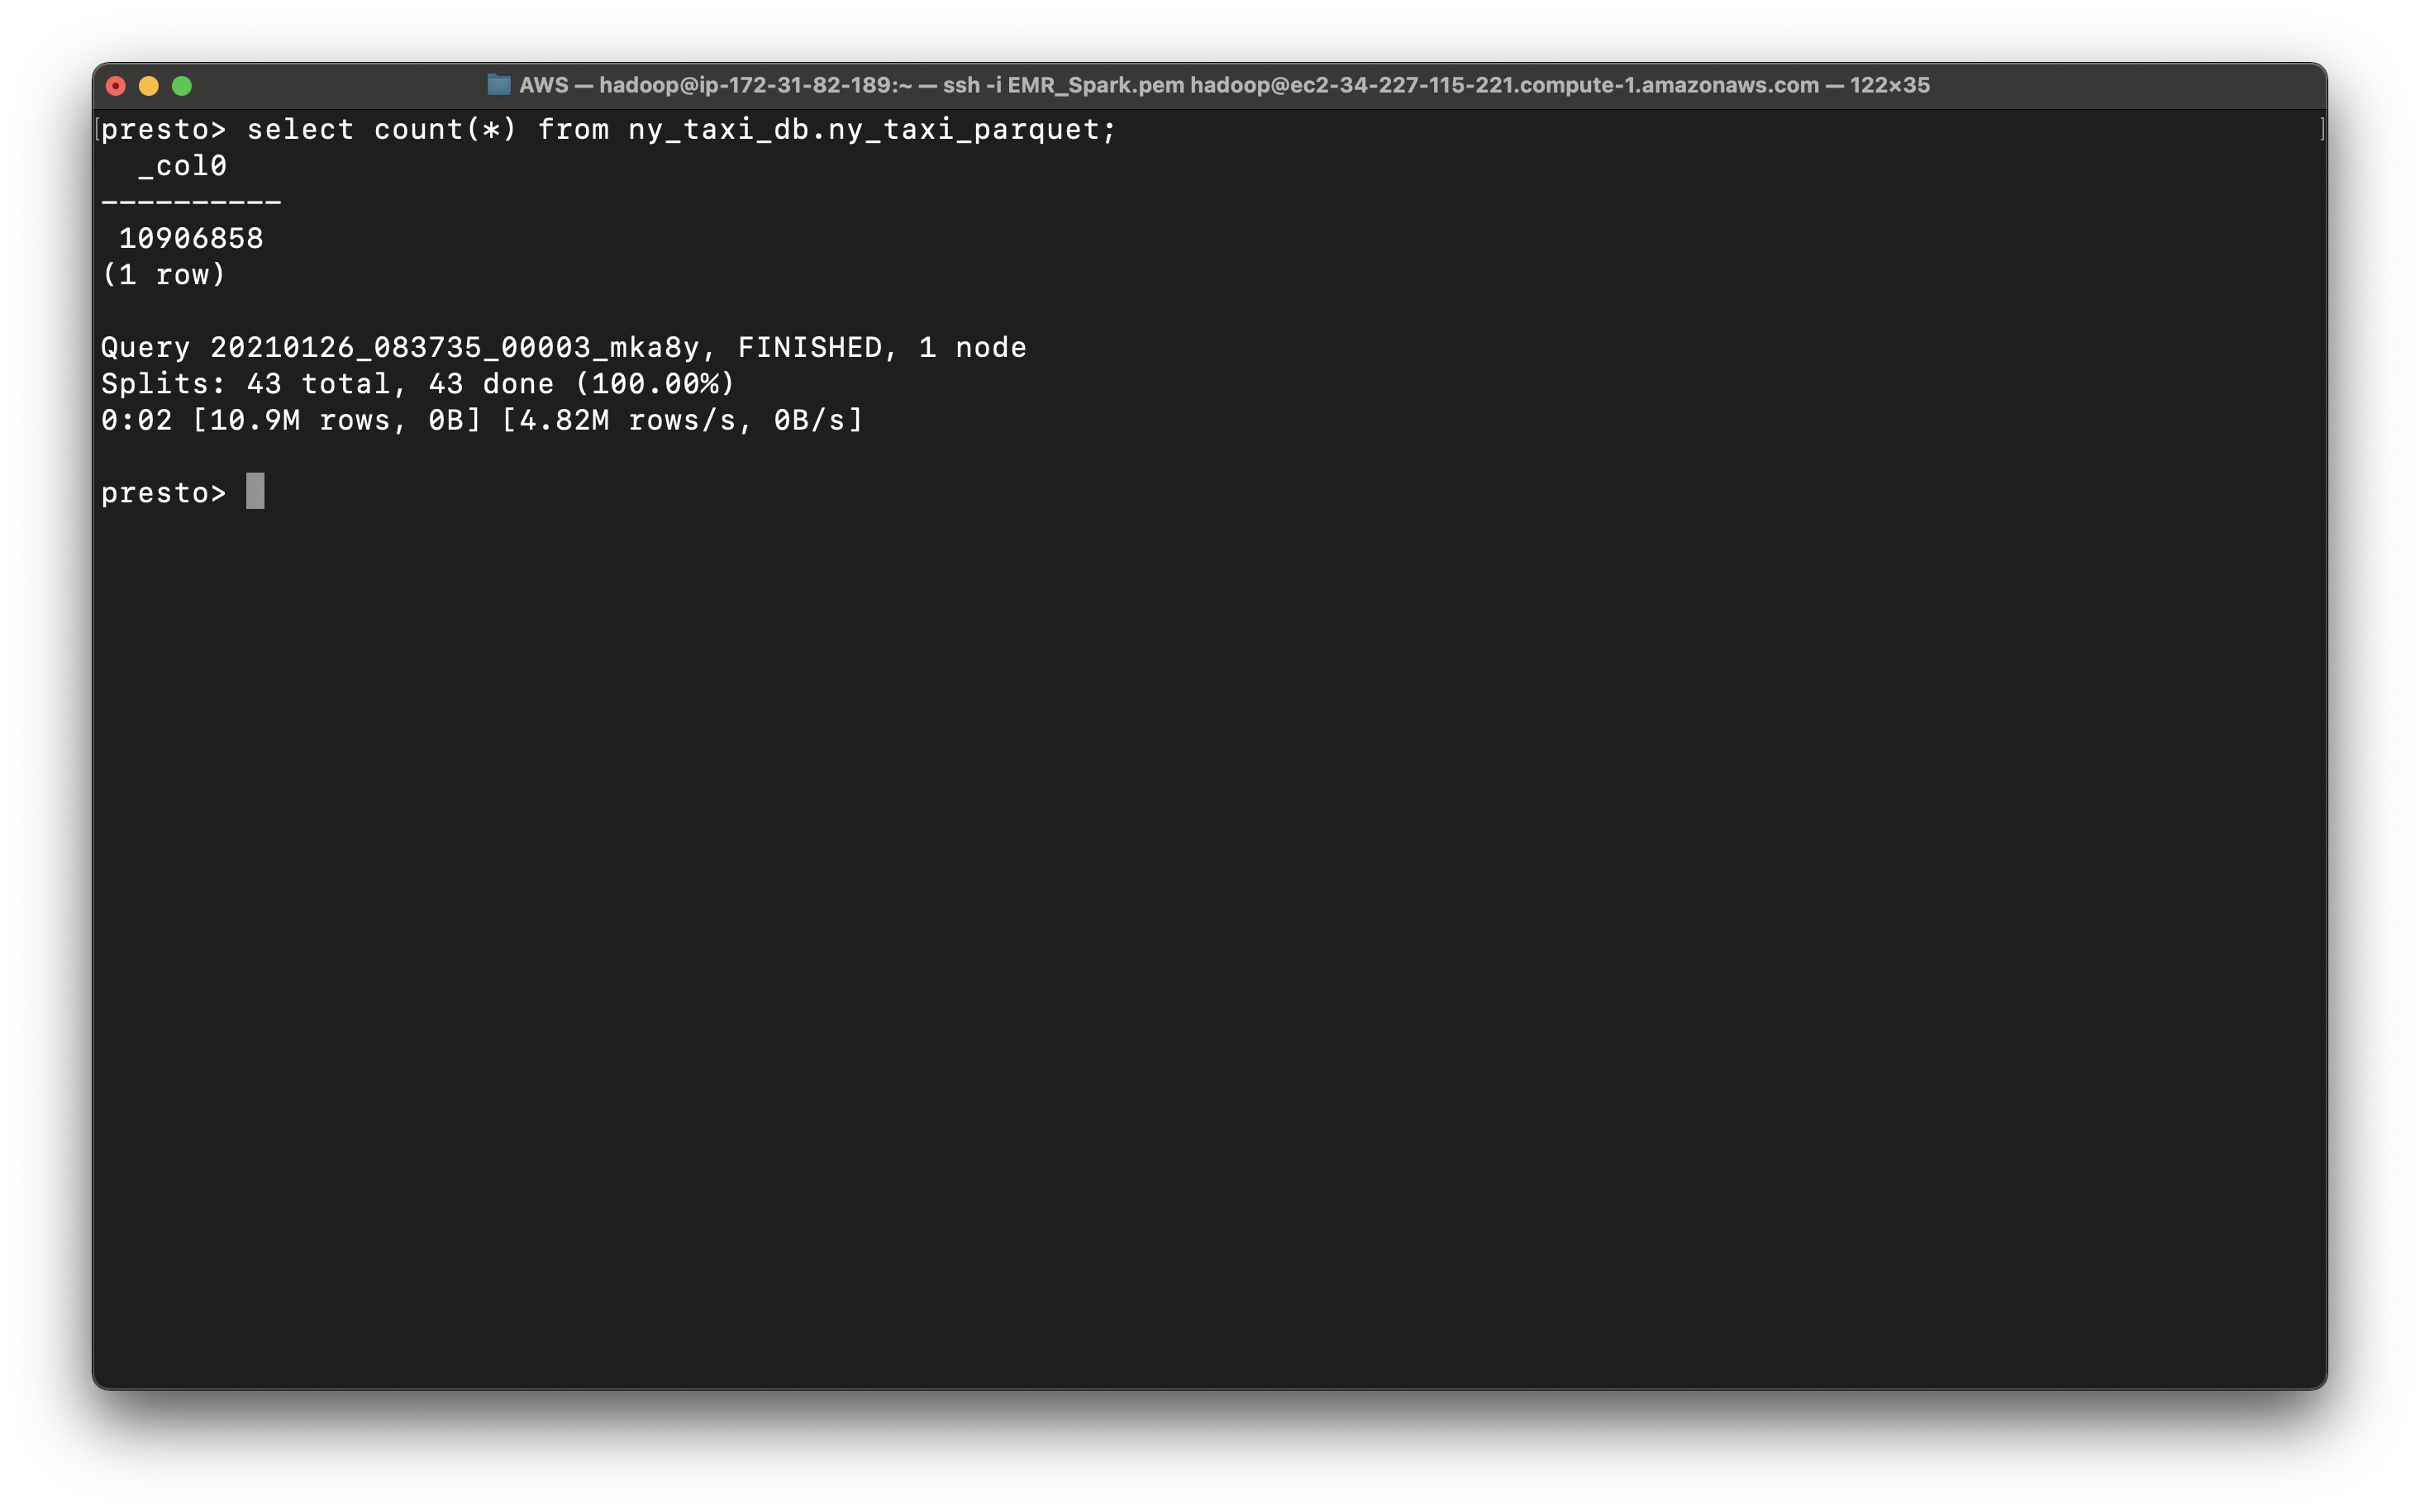 AWS — hadoop@ip-172-31-82-189:~ — ssh -i EMR_Spark.pem hadoop@ec2-34-227-115-221.compute-1.amazonaws.com — 122×35
[presto> select count(*) from ny_taxi_db.ny_taxi_parquet; ]
_col0
----------
10906858
(1 row)
Query 20210126_083735_00003_mka8y, FINISHED, 1 node
Splits: 43 total, 43 done (100.00%)
0:02 [10.9M rows, 0B] [4.82M rows/s, 0B/s]
presto>